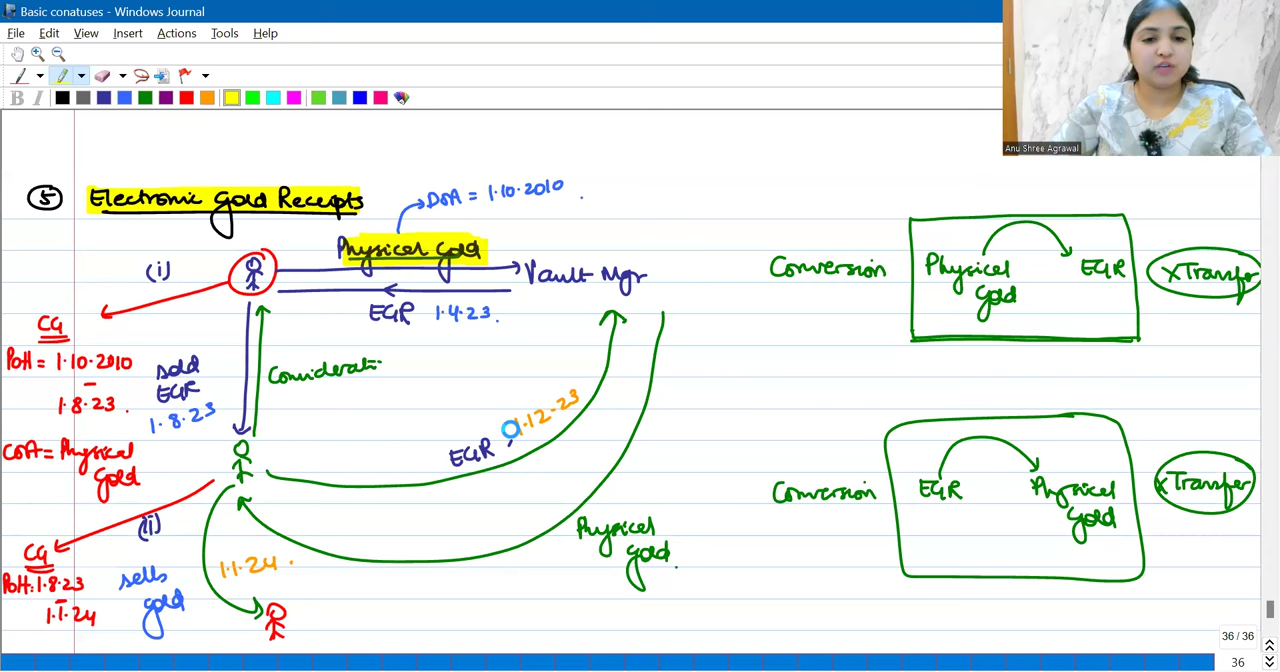 Basic conatuses - Windows Journal
File Edit View Insert Actions Tools Help
B I
Anu Shree Agrawal
5 Electronic Gold Receipts
DOA = 1.10.2010
(i)
Physical Gold
Vault Mgr
EGR 1.4.23
CG
POH = 1.10.2010
-
1.8.23
COA = Physical Gold
sold
EGR
1.8.23
Considerati
EGR 1.12.23
Physical
gold
(ii)
CG
POH: 1.8.23
-
1.1.24
sells
gold
1.1.24
Conversion
Physical
Gold
EGR
xTransfer
Conversion
EGR
Physical
Gold
xTransfer
36 / 36
36